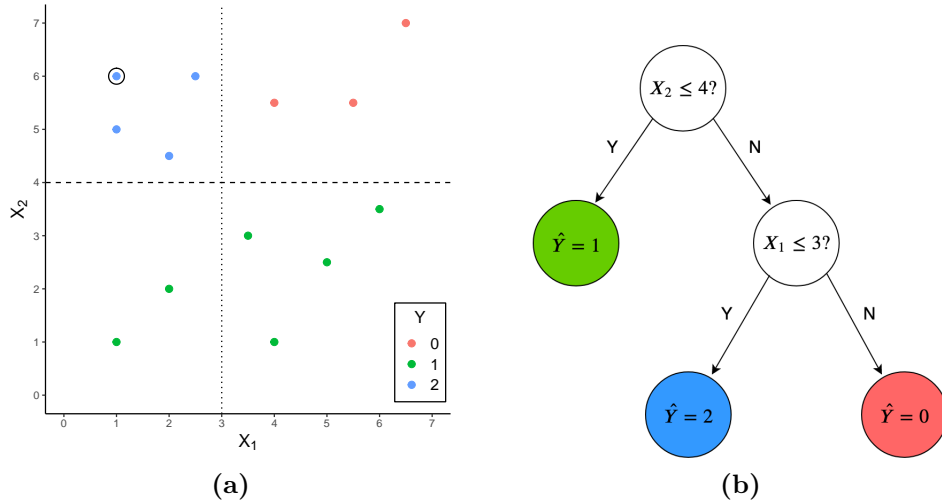 7
6
5
4
3
2
1
0
X₂
0 1 2 3 4 5 6 7
X₁
Y
0
1
2
(a)
X₂ ≤ 4?
Y
N
Ŷ = 1
X₁ ≤ 3?
Y
N
Ŷ = 2
Ŷ = 0
(b)